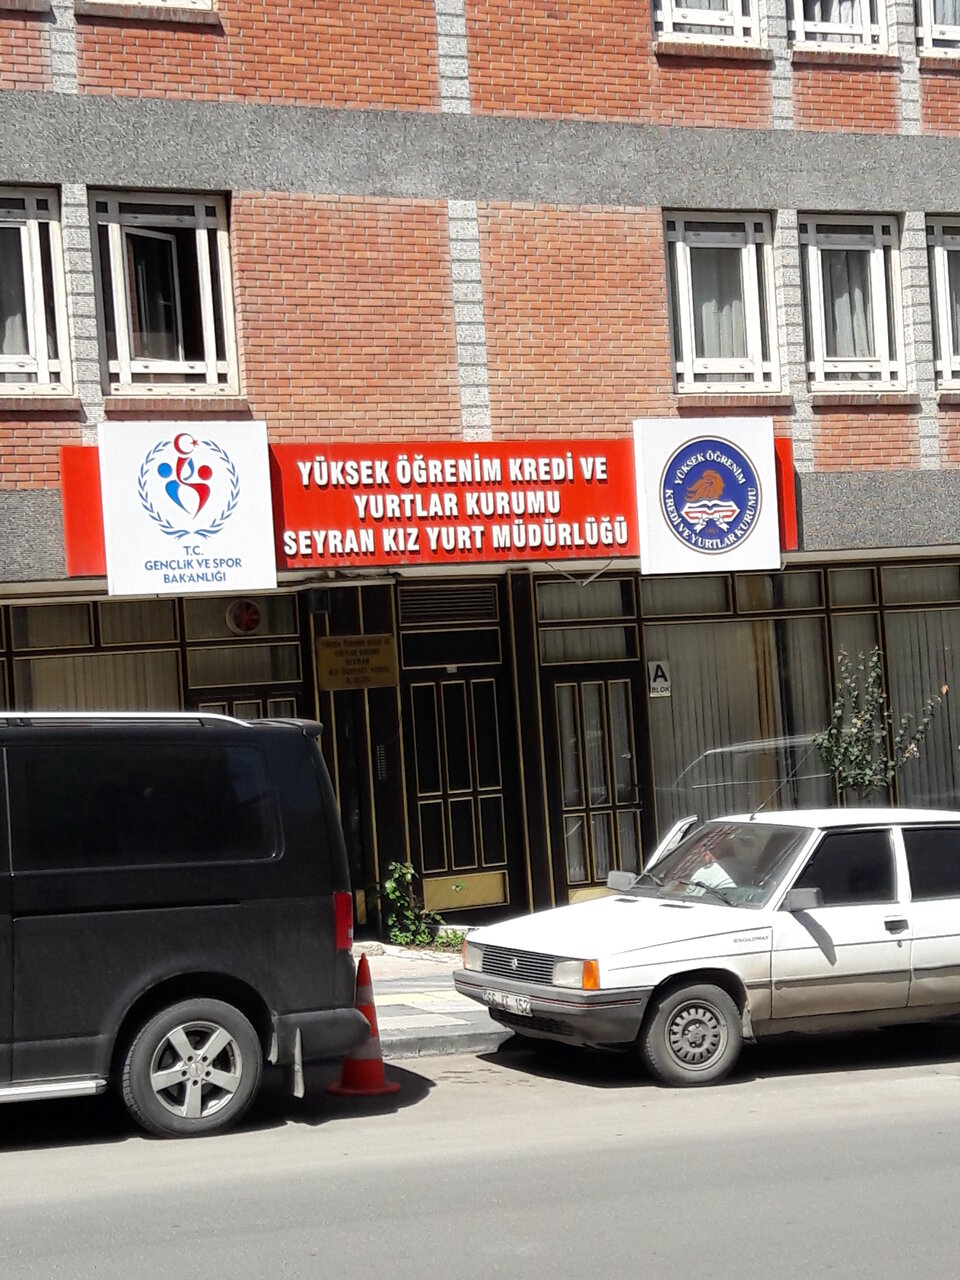 YÜKSEK ÖĞRENİM KREDİ VE
YURTLAR KURUMU
SEYRAN KIZ YURT MÜDÜRLÜĞÜ
T.C.
GENÇLİK VE SPOR
BAKANLIĞI
YÜKSEK ÖĞRENİM
KREDİ VE YURTLAR KURUMU
A
BLOK
SEYRAN